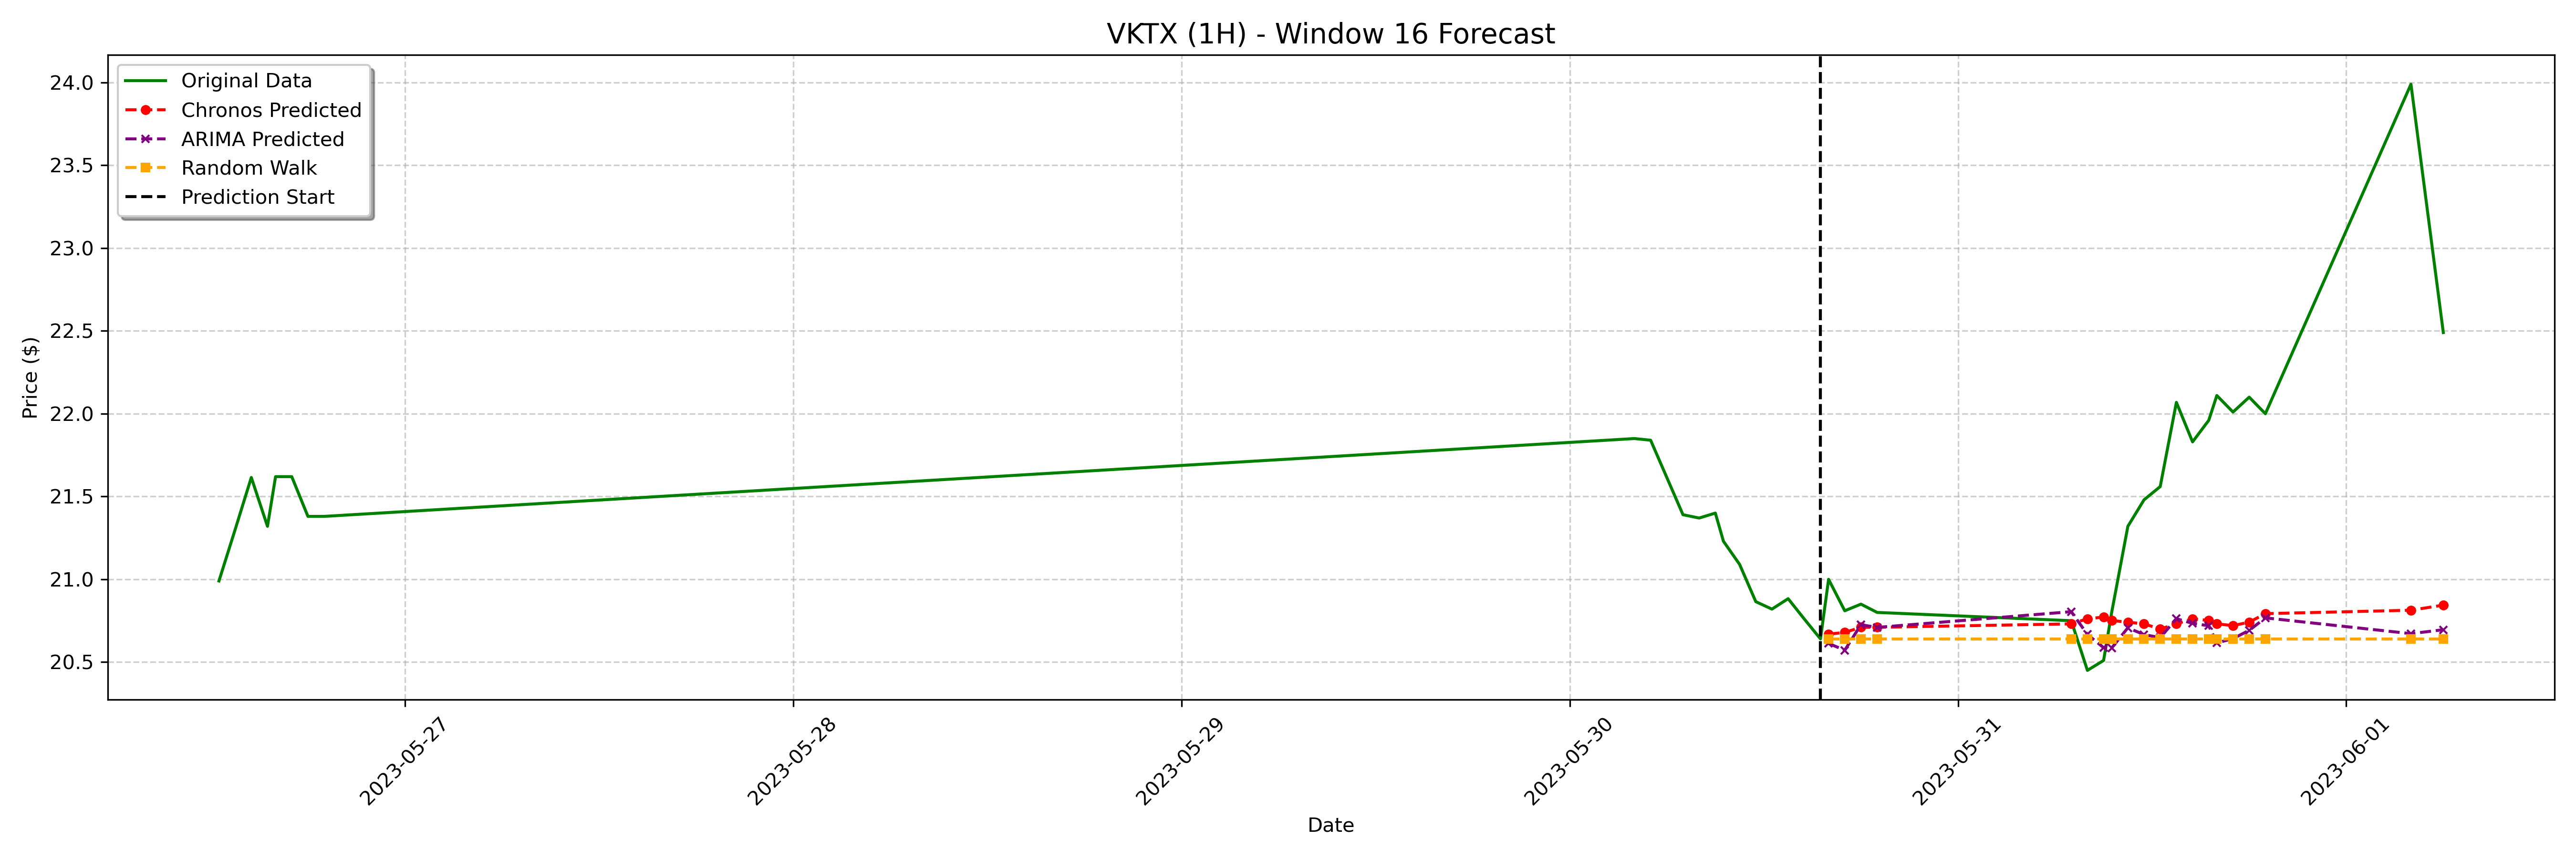 VKTX (1H) - Window 16 Forecast
Original Data
Chronos Predicted
ARIMA Predicted
Random Walk
Prediction Start
Price ($)
24.0
23.5
23.0
22.5
22.0
21.5
21.0
20.5
2023-05-27
2023-05-28
2023-05-29
2023-05-30
2023-05-31
2023-06-01
Date